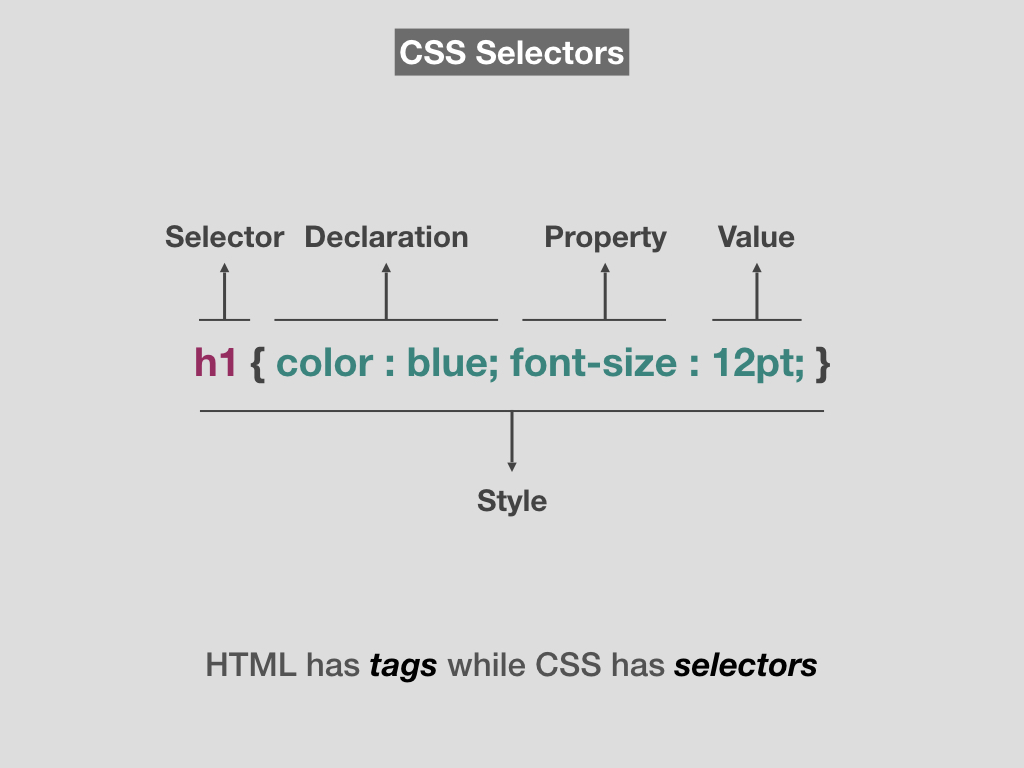 CSS Selectors
Selector Declaration Property Value
h1 { color : blue; font-size : 12pt; }
Style
HTML has tags while CSS has selectors